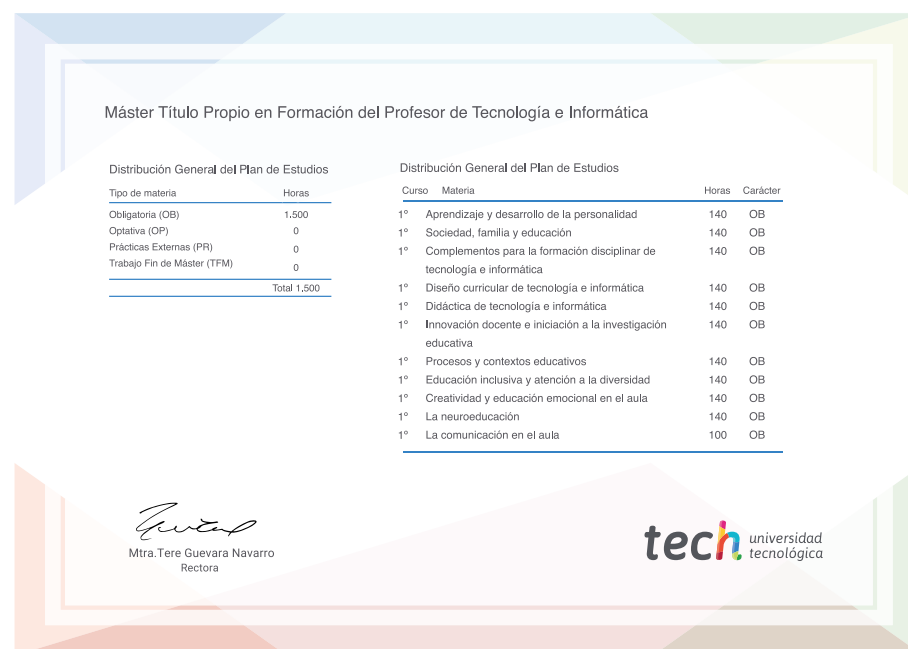 Máster Título Propio en Formación del Profesor de Tecnología e Informática
Distribución General del Plan de Estudios
Tipo de materia Horas
Obligatoria (OB) 1.500
Optativa (OP) 0
Prácticas Externas (PR) 0
Trabajo Fin de Máster (TFM) 0
Total 1.500
Distribución General del Plan de Estudios
Curso Materia Horas Carácter
1º Aprendizaje y desarrollo de la personalidad 140 OB
1º Sociedad, familia y educación 140 OB
1º Complementos para la formación disciplinar de 140 OB
tecnología e informática
1º Diseño curricular de tecnología e informática 140 OB
1º Didáctica de tecnología e informática 140 OB
1º Innovación docente e iniciación a la investigación 140 OB
educativa
1º Procesos y contextos educativos 140 OB
1º Educación inclusiva y atención a la diversidad 140 OB
1º Creatividad y educación emocional en el aula 140 OB
1º La neuroeducación 140 OB
1º La comunicación en el aula 100 OB
Mtra.Tere Guevara Navarro
Rectora
tech universidad
tecnológica